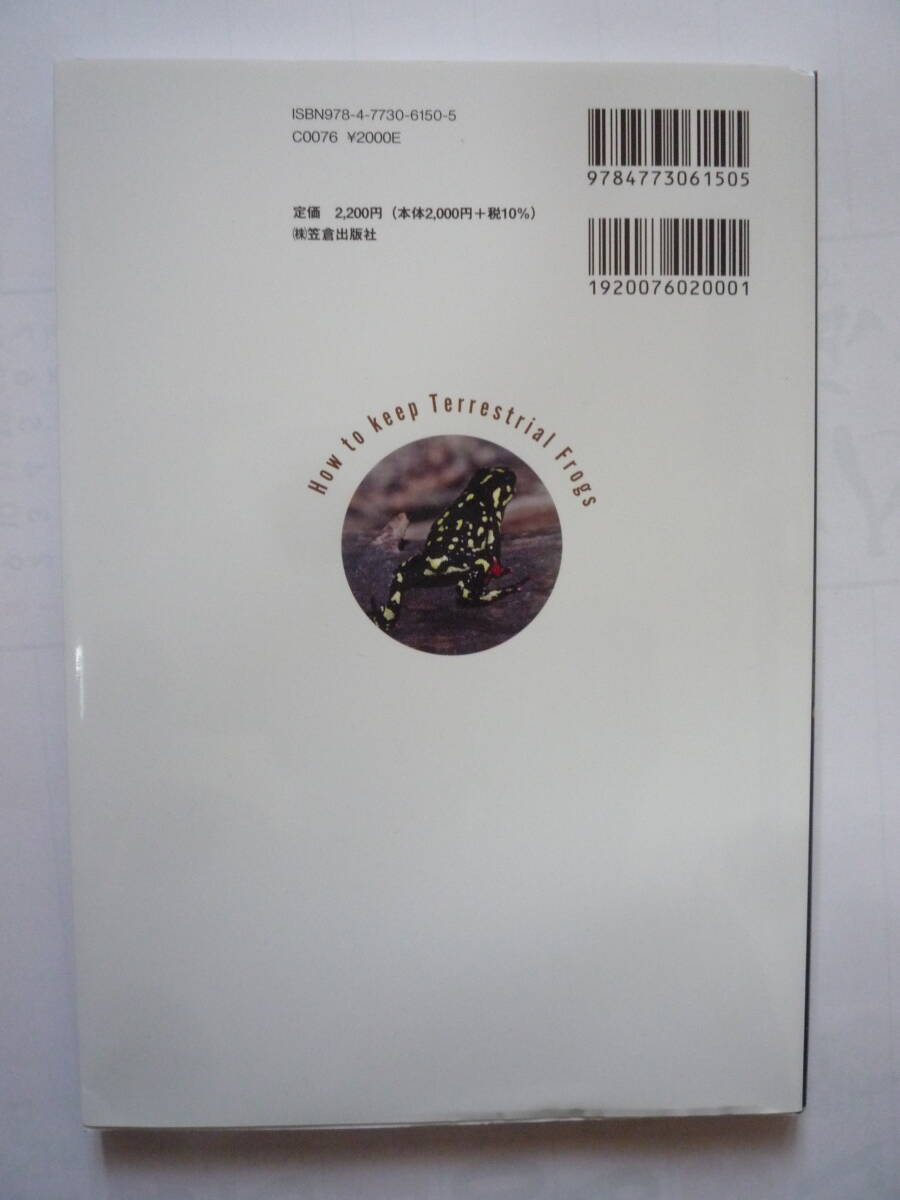 ISBN978-4-7730-6150-5
C0076 ¥2000E
9784773061505
定価 2,200円(本体2,000円+税10%)
㈱笠倉出版社
1920076020001
How to keep Terrestrial Frogs